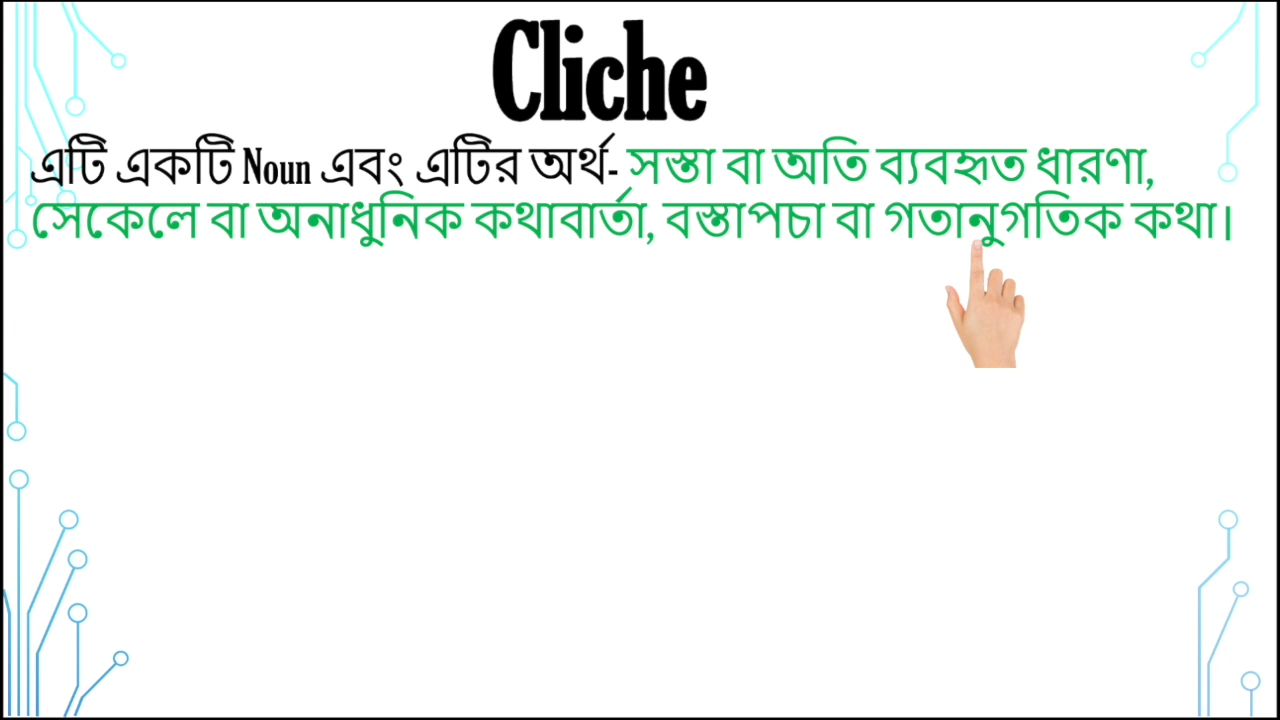 Cliche
এটি একটি Noun এবং এটির অর্থ- সস্তা বা অতি ব্যবহৃত ধারণা,
সেকেলে বা অনাধুনিক কথাবার্তা, বস্তাপচা বা গতানুগতিক কথা।